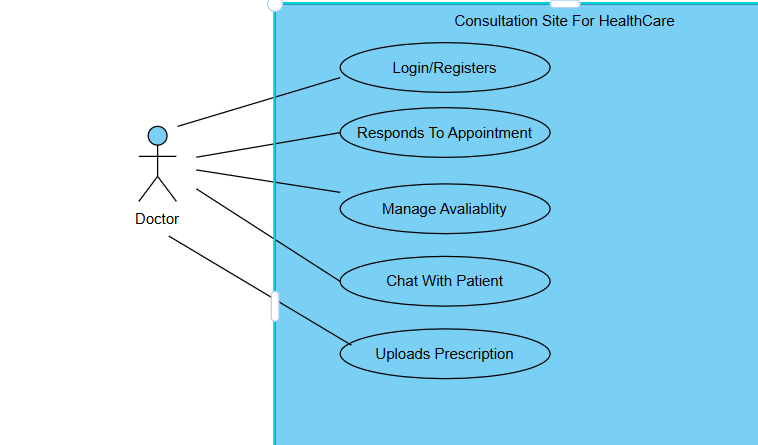 Consultation Site For HealthCare
Login/Registers
Responds To Appointment
Manage Avaliablity
Chat With Patient
Uploads Prescription
Doctor